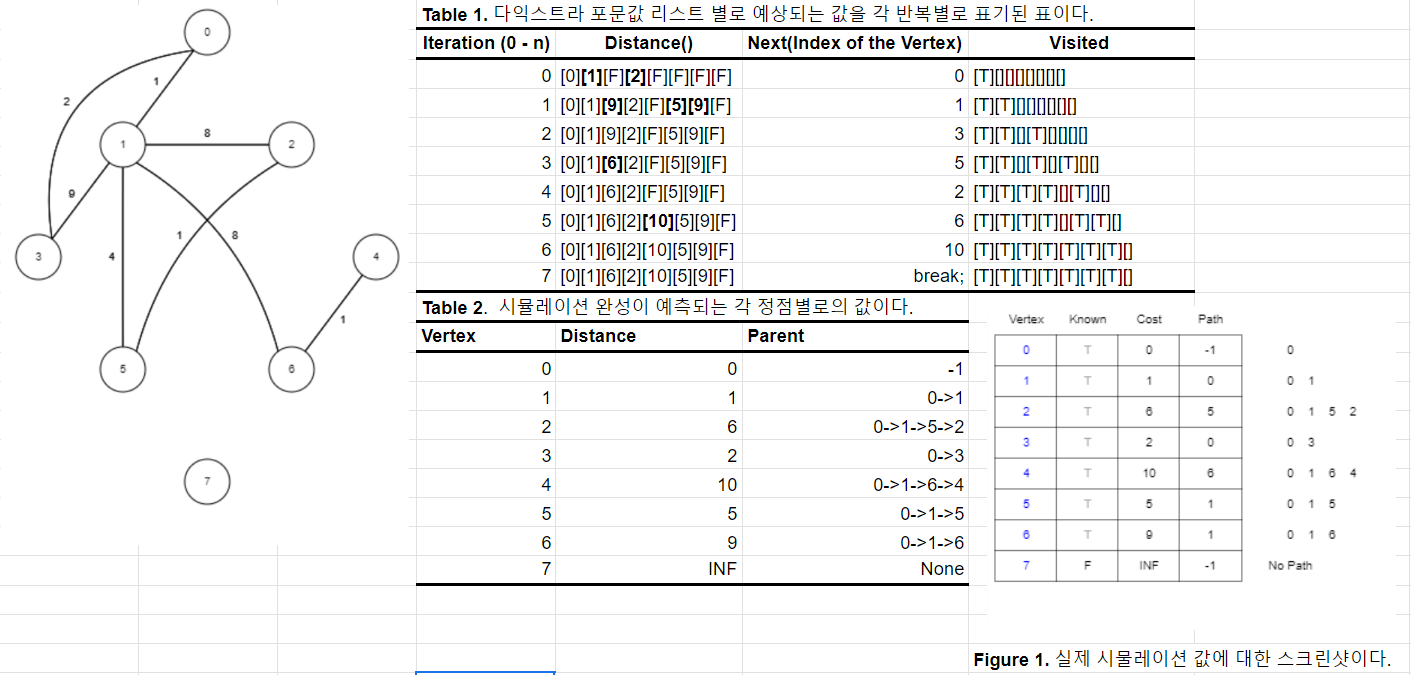 0
1
2
8
1
2
9
3
4
1
8
4
1
5
6
7
Table 1. 다익스트라 포문값 리스트 별로 예상되는 값을 각 반복별로 표기된 표이다.
Iteration (0 - n) Distance() Next(Index of the Vertex) Visited
0 [0][1][F][2][F][F][F][F] 0 [T][][][][][][][]
1 [0][1][9][2][F][5][9][F] 1 [T][T][][][][][][]
2 [0][1][9][2][F][5][9][F] 3 [T][T][][T][][][][]
3 [0][1][6][2][F][5][9][F] 5 [T][T][][T][][T][][]
4 [0][1][6][2][F][5][9][F] 2 [T][T][T][T][][T][][]
5 [0][1][6][2][10][5][9][F] 6 [T][T][T][T][][T][T][]
6 [0][1][6][2][10][5][9][F] 10 [T][T][T][T][T][T][T][]
7 [0][1][6][2][10][5][9][F] break; [T][T][T][T][T][T][T][]
Table 2. 시뮬레이션 완성이 예측되는 각 정점별로의 값이다.
Vertex Distance Parent
0 0 -1
1 1 0->1
2 6 0->1->5->2
3 2 0->3
4 10 0->1->6->4
5 5 0->1->5
6 9 0->1->6
7 INF None
Vertex Known Cost Path
0 T 0 -1 0
1 T 1 0 0 1
2 T 6 5 0 1 5 2
3 T 2 0 0 3
4 T 10 6 0 1 6 4
5 T 5 1 0 1 5
6 T 9 1 0 1 6
7 F INF -1 No Path
Figure 1. 실제 시물레이션 값에 대한 스크린샷이다.